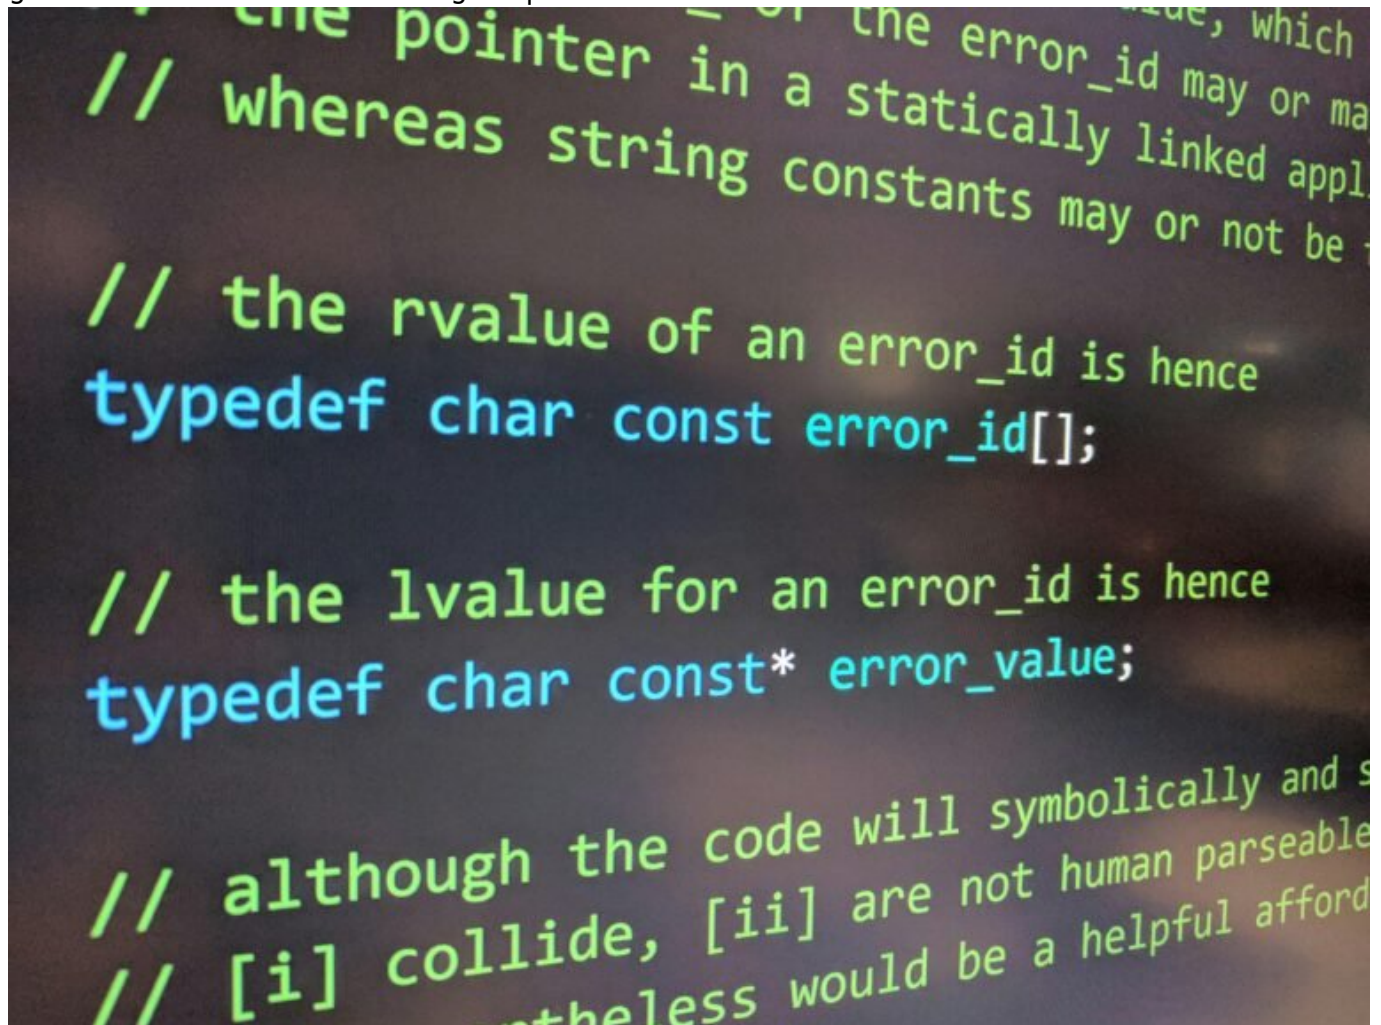 the pointer in a statically linked
// whereas string constants may or not be
// the rvalue of an error_id is hence
typedef char const error_id[];
// the lvalue for an error_id is hence
typedef char const* error_value;
// although the code will symbolically and
// [i] collide, [ii] are not human parseable
would be a helpful